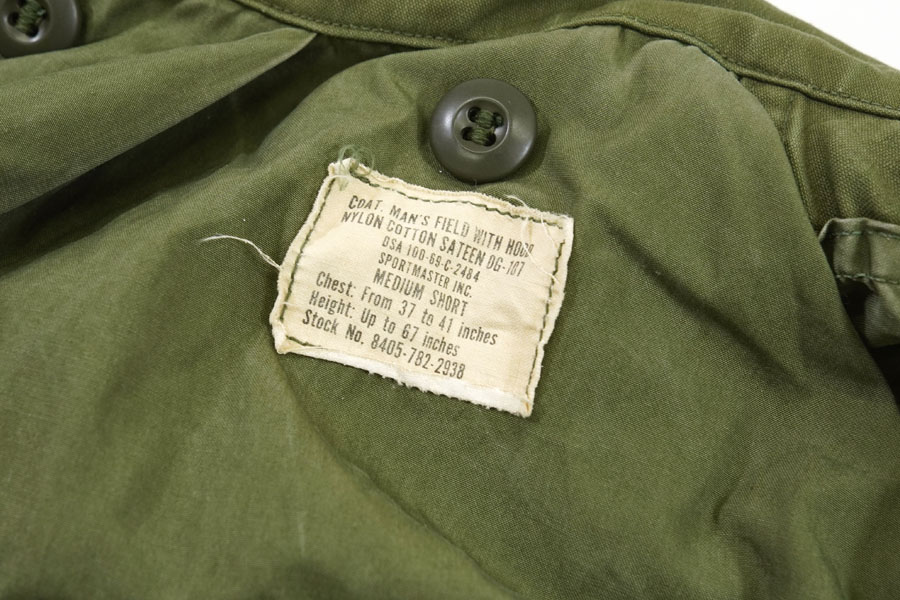 COAT, MAN'S FIELD WITH HOOD
NYLON COTTON SATEEN OG-107
DSA 100-69-C-2484
SPORTMASTER INC.
MEDIUM SHORT
Chest: From 37 to 41 inches
Height: Up to 67 inches
Stock No. 8405-782-2938